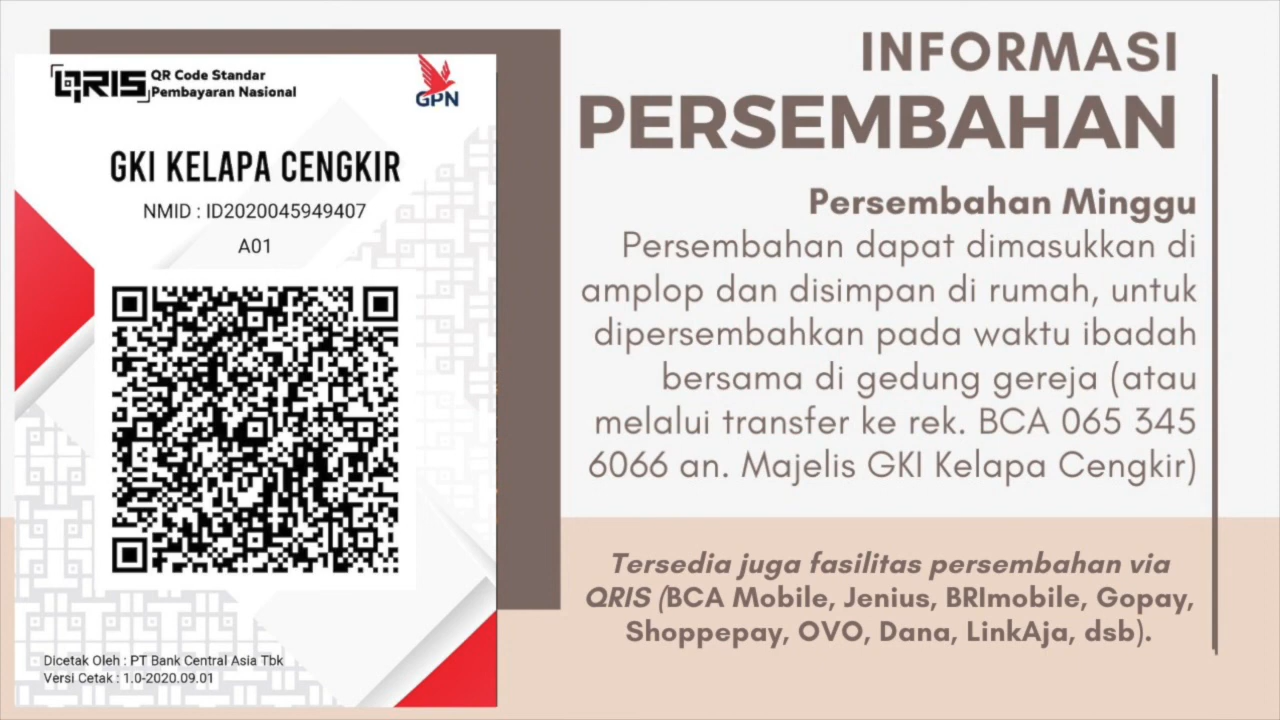 QRIS QR Code Standar
Pembayaran Nasional
GPN
GKI KELAPA CENGKIR
NMID : ID2020045949407
A01
Dicetak Oleh : PT Bank Central Asia Tbk
Versi Cetak : 1.0-2020.09.01
INFORMASI
PERSEMBAHAN
Persembahan Minggu
Persembahan dapat dimasukkan di
amplop dan disimpan di rumah, untuk
dipersembahkan pada waktu ibadah
bersama di gedung gereja (atau
melalui transfer ke rek. BCA 065 345
6066 an. Majelis GKI Kelapa Cengkir)
Tersedia juga fasilitas persembahan via
QRIS (BCA Mobile, Jenius, BRImobile, Gopay,
Shoppepay, OVO, Dana, LinkAja, dsb).